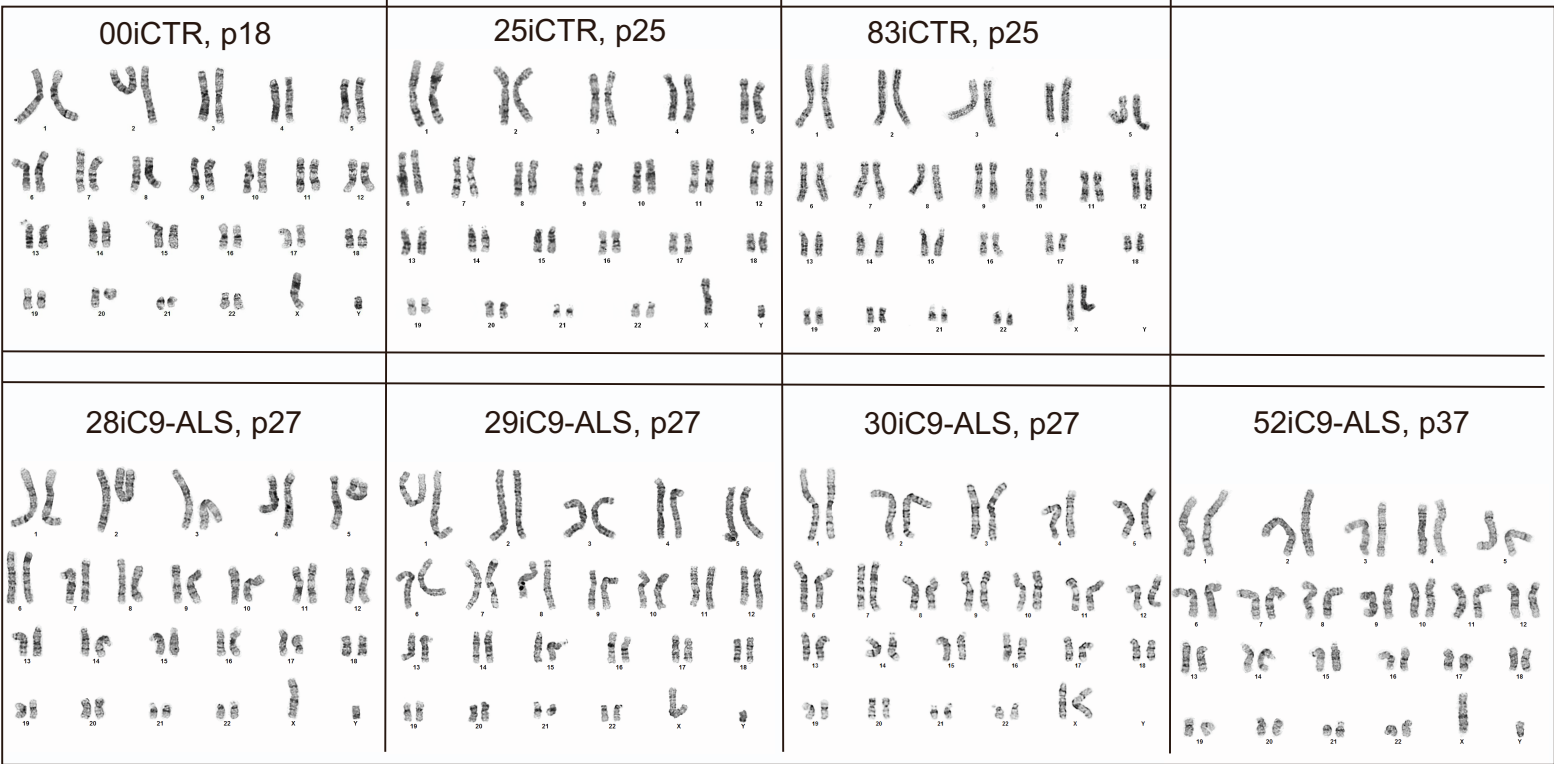 00iCTR, p18
1 2 3 4 5
6 7 8 9 10 11 12
13 14 15 16 17 18
19 20 21 22 X Y
25iCTR, p25
1 2 3 4 5
6 7 8 9 10 11 12
13 14 15 16 17 18
19 20 21 22 X Y
83iCTR, p25
1 2 3 4 5
6 7 8 9 10 11 12
13 14 15 16 17 18
19 20 21 22 X Y
28iC9-ALS, p27
1 2 3 4 5
6 7 8 9 10 11 12
13 14 15 16 17 18
19 20 21 22 X Y
29iC9-ALS, p27
1 2 3 4 5
6 7 8 9 10 11 12
13 14 15 16 17 18
19 20 21 22 X Y
30iC9-ALS, p27
1 2 3 4 5
6 7 8 9 10 11 12
13 14 15 16 17 18
19 20 21 22 X Y
52iC9-ALS, p37
1 2 3 4 5
6 7 8 9 10 11 12
13 14 15 16 17 18
19 20 21 22 X Y